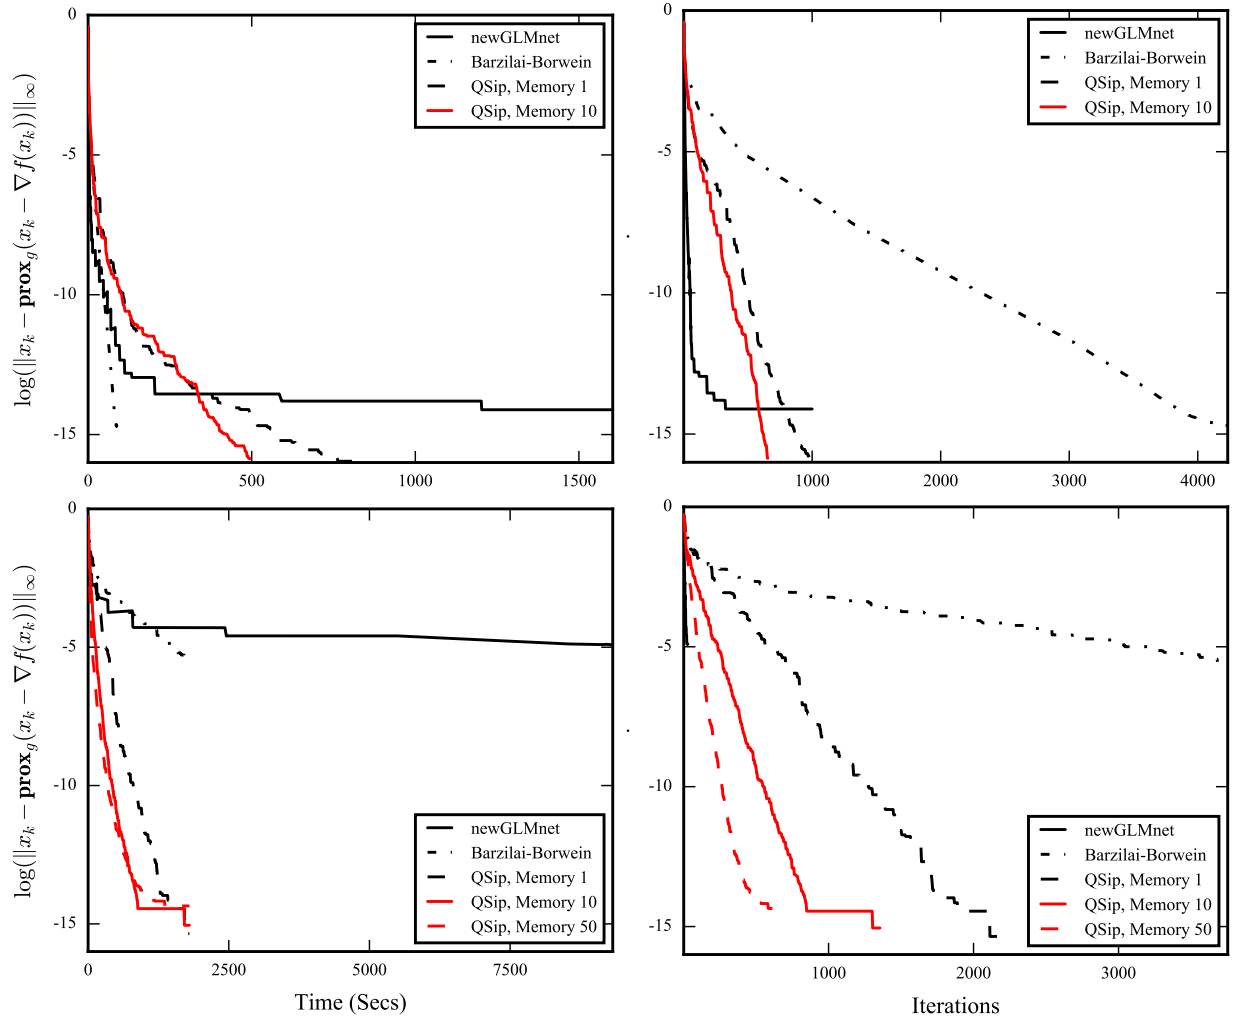 0
-5
-10
-15
0
500
1000
1500
log(‖x_k − prox_g(x_k − ∇f(x_k))‖_∞)
newGLMnet
Barzilai-Borwein
QSip, Memory 1
QSip, Memory 10
0
-5
-10
-15
1000
2000
3000
4000
newGLMnet
Barzilai-Borwein
QSip, Memory 1
QSip, Memory 10
0
-5
-10
-15
0
2500
5000
7500
log(‖x_k − prox_g(x_k − ∇f(x_k))‖_∞)
Time (Secs)
newGLMnet
Barzilai-Borwein
QSip, Memory 1
QSip, Memory 10
QSip, Memory 50
0
-5
-10
-15
1000
2000
3000
Iterations
newGLMnet
Barzilai-Borwein
QSip, Memory 1
QSip, Memory 10
QSip, Memory 50